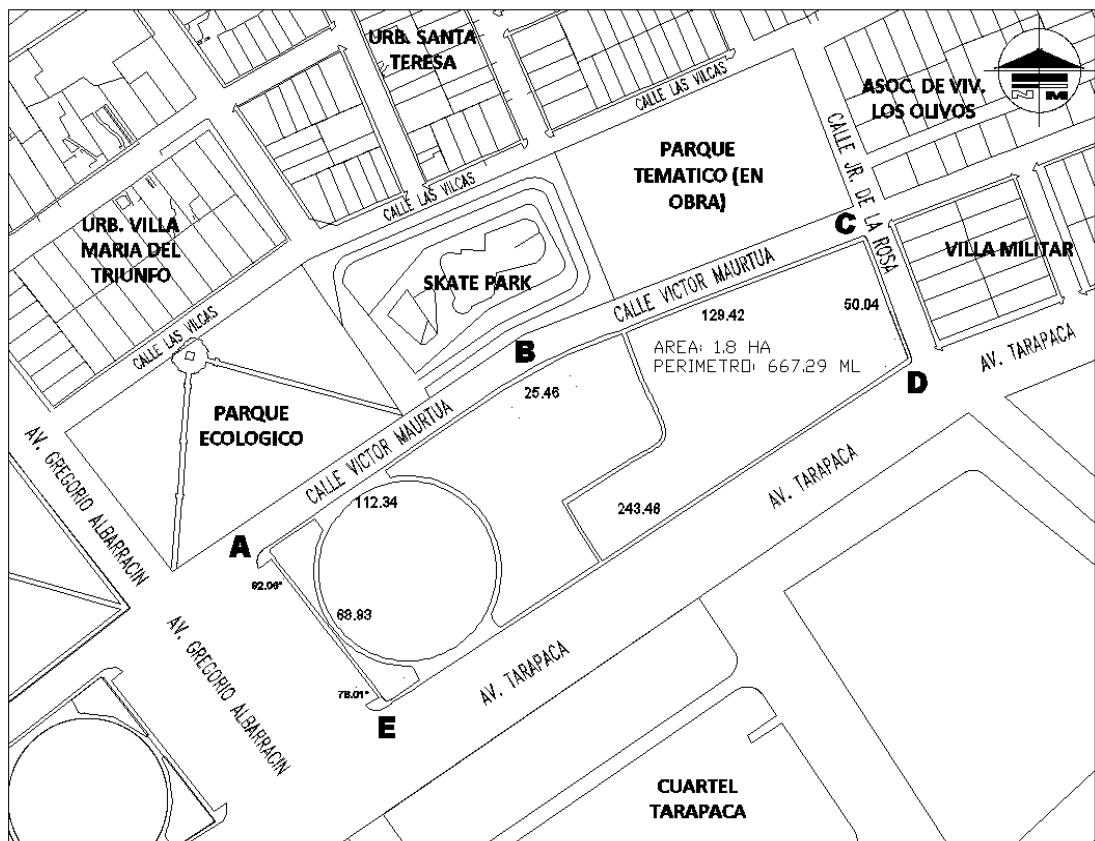 URB. SANTA
TERESA
CALLE LAS VILCAS
ASOC. DE VIV.
LOS OLIVOS
N M
CALLE JR. DE LA ROSA
PARQUE
TEMATICO (EN
OBRA)
CALLE LAS VILCAS
URB. VILLA
MARIA DEL
TRIUNFO
C
VILLA MILITAR
SKATE PARK
CALLE VICTOR MAURTUA
129.42
50.04
CALLE LAS VILCAS
B
AREA: 1.8 HA
PERIMETRO: 667.29 ML
AV. TARAPACA
D
25.46
PARQUE
ECOLOGICO
CALLE VICTOR MAURTUA
AV. GREGORIO ALBARRACIN
112.34
243.46
AV. TARAPACA
A
69.93
AV. GREGORIO ALBARRACIN
AV. TARAPACA
78.01°
E
CUARTEL
TARAPACA